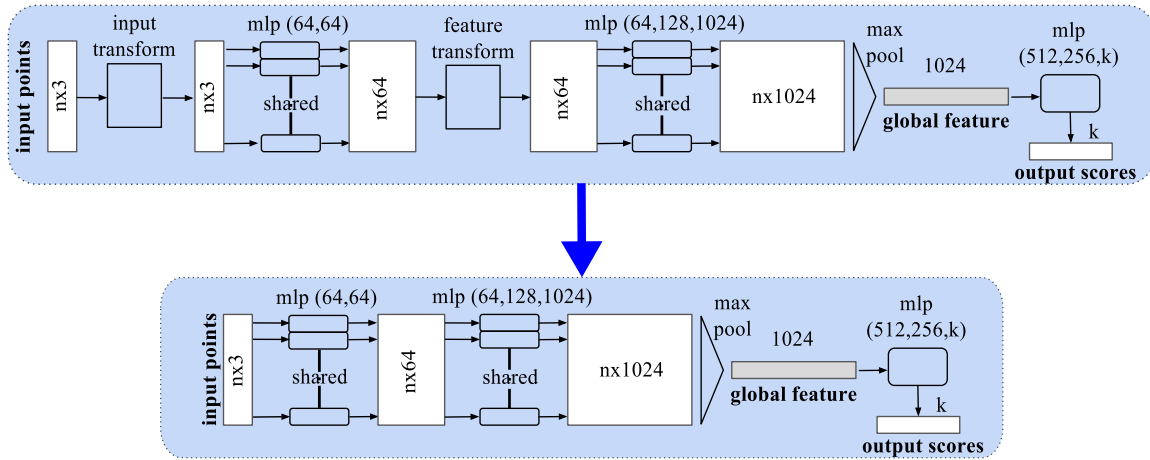 input points
nx3
input
transform
nx3
mlp (64,64)
shared
nx64
feature
transform
nx64
mlp (64,128,1024)
shared
nx1024
max
pool
1024
global feature
mlp
(512,256,k)
k
output scores
input points
nx3
mlp (64,64)
shared
nx64
mlp (64,128,1024)
shared
nx1024
max
pool
1024
global feature
mlp
(512,256,k)
k
output scores